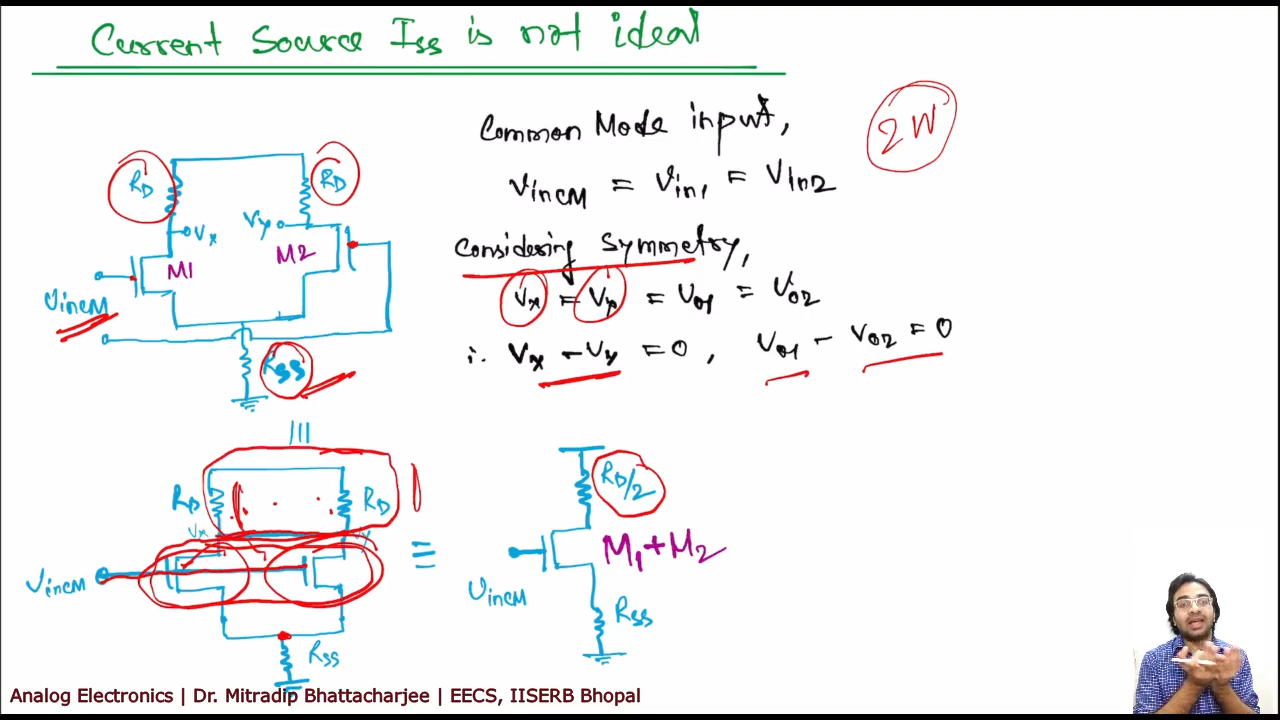 Current Source Iss is not ideal
Common Mode input,
VinCM = Vin1 = Vin2
2W
Considering Symmetry,
Vx = Vy = Vo1 = Vo2
∴ Vx - Vy = 0, Vo1 - Vo2 = 0
RD
RD
Vx
Vy
M1
M2
VinCM
RSS
|||
RD
RD
Vx
Vy
VinCM
RSS
≡
RD/2
M1+M2
VinCM
RSS
Analog Electronics | Dr. Mitradip Bhattacharjee | EECS, IISERB Bhopal